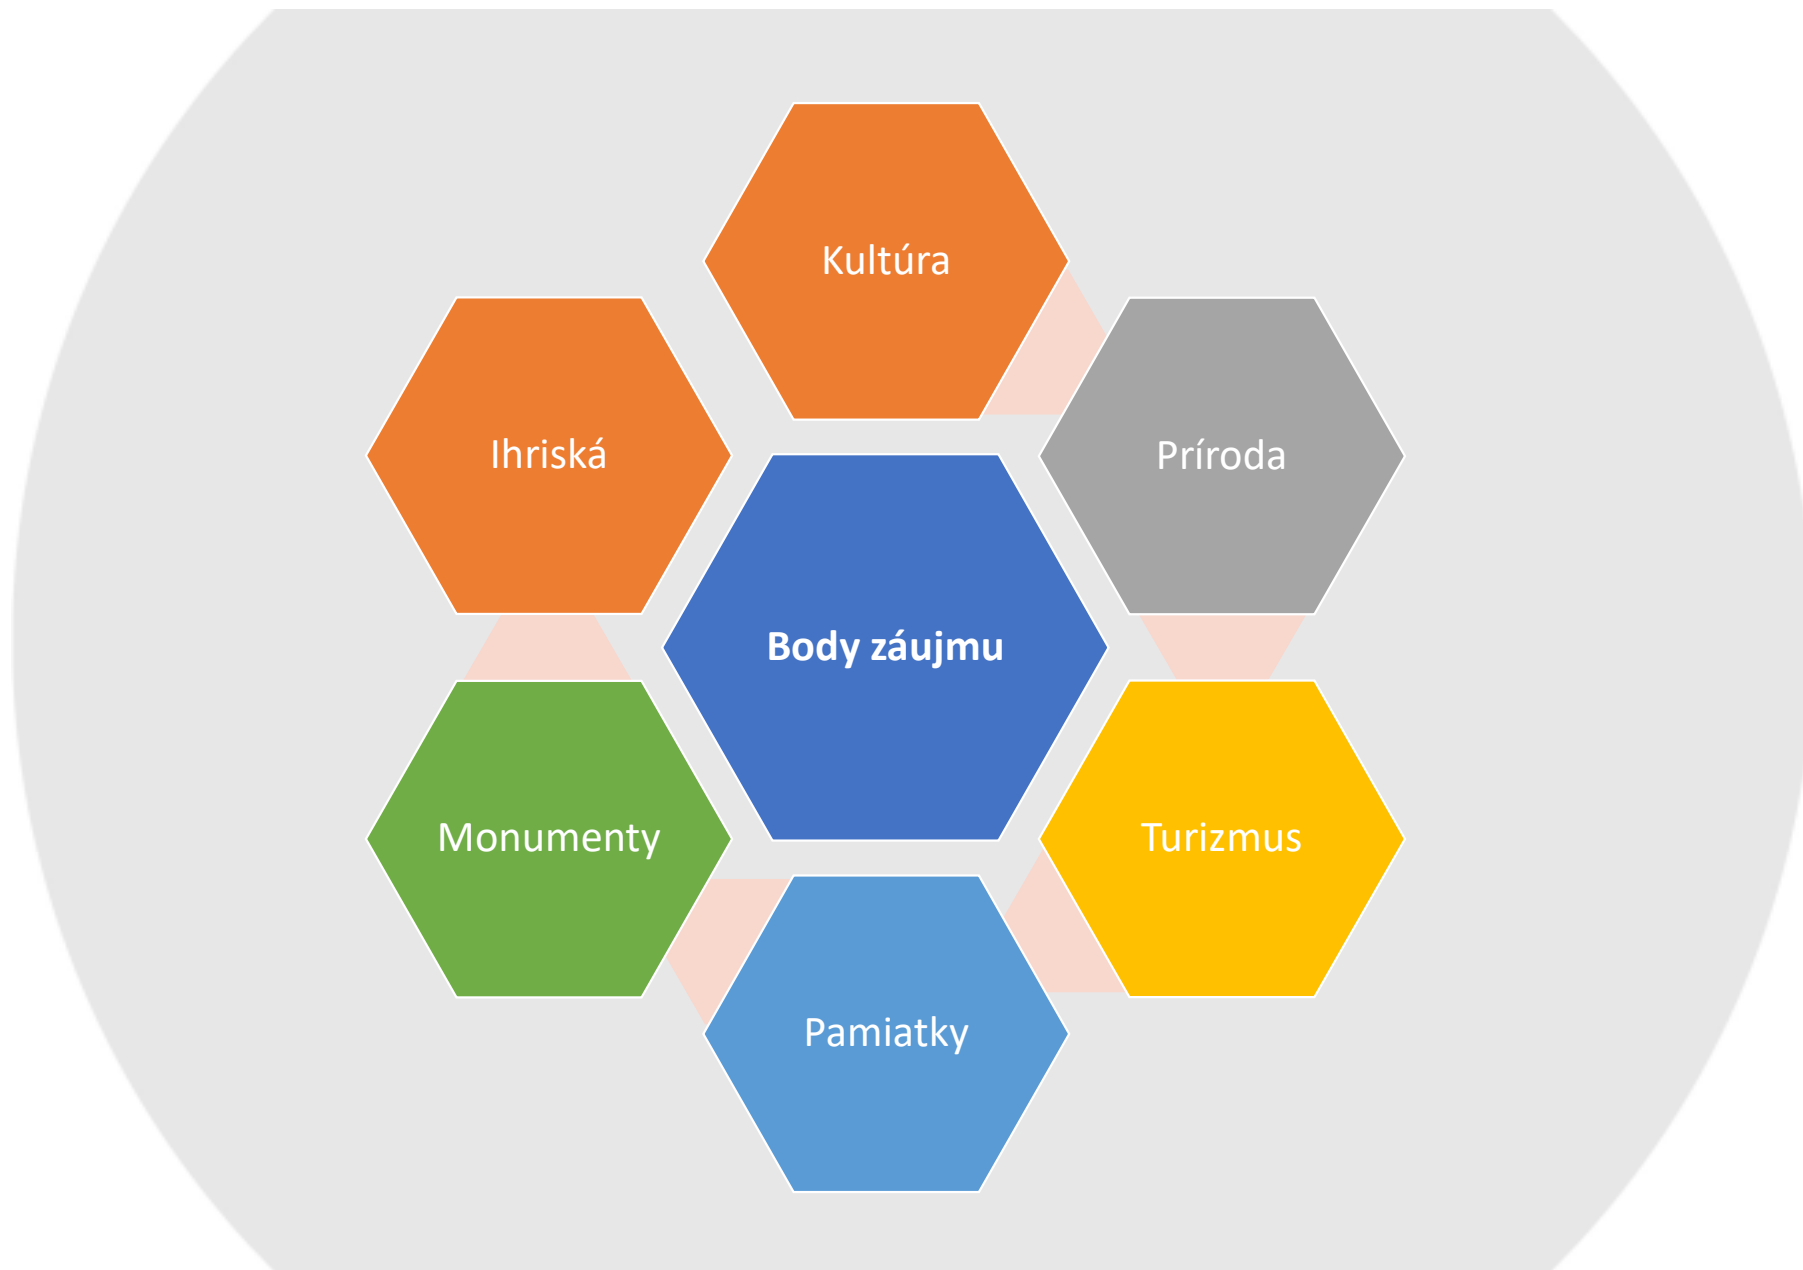 Kultúra
Ihriská
Príroda
Body záujmu
Monumenty
Turizmus
Pamiatky